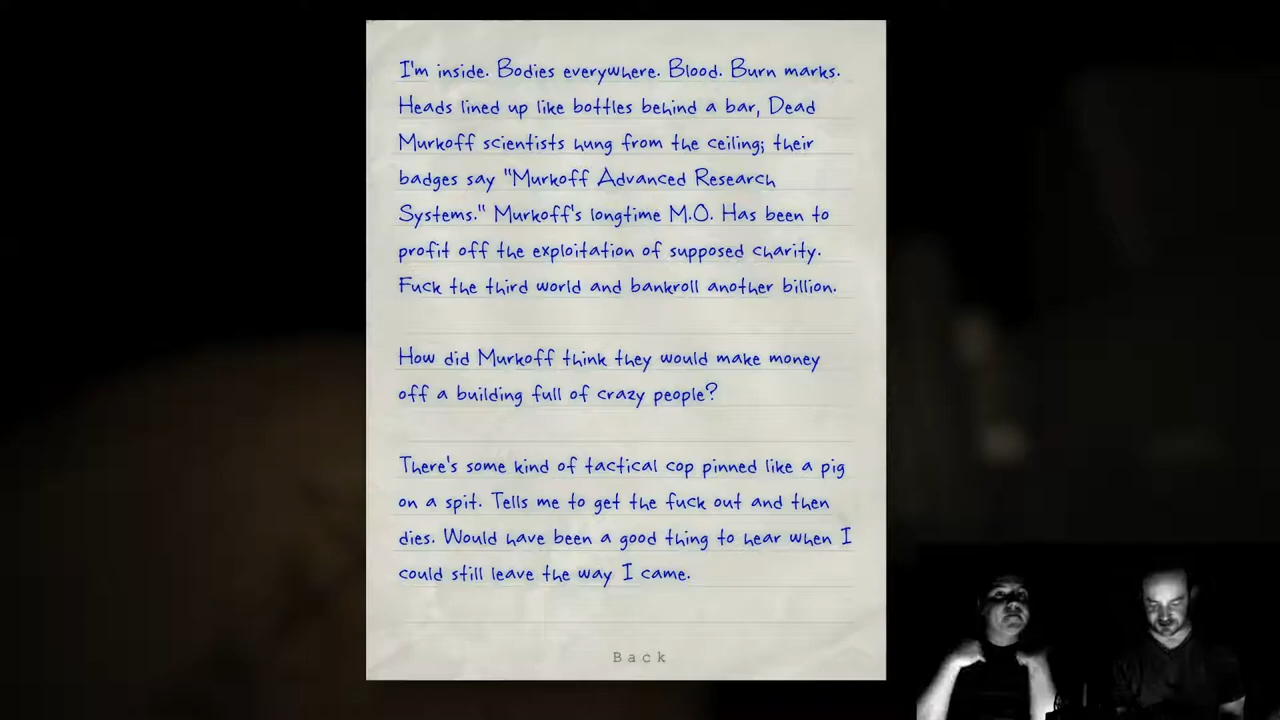 I'm inside. Bodies everywhere. Blood. Burn marks.
Heads lined up like bottles behind a bar, Dead
Murkoff scientists hung from the ceiling; their
badges say "Murkoff Advanced Research
Systems." Murkoff's longtime M.O. Has been to
profit off the exploitation of supposed charity.
Fuck the third world and bankroll another billion.
How did Murkoff think they would make money
off a building full of crazy people?
There's some kind of tactical cop pinned like a pig
on a spit. Tells me to get the fuck out and then
dies. Would have been a good thing to hear when I
could still leave the way I came.
Back